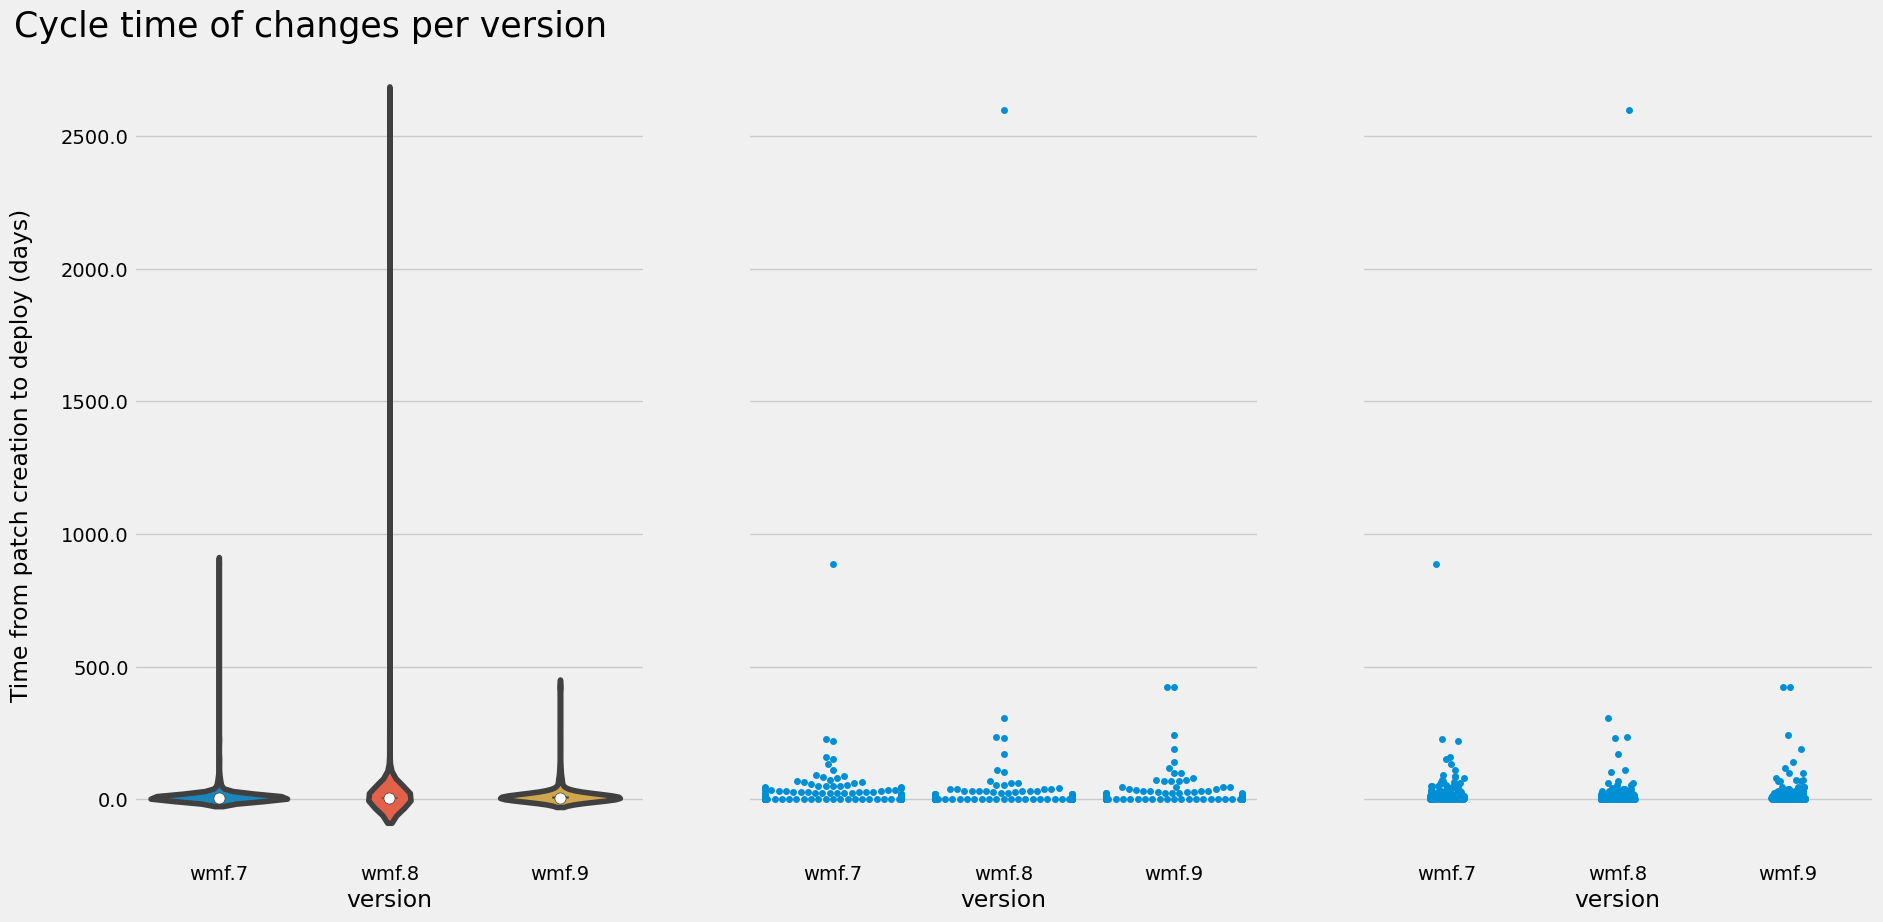 Cycle time of changes per version
Time from patch creation to deploy (days)
2500.0
2000.0
1500.0
1000.0
500.0
0.0
wmf.7 wmf.8 wmf.9
version
wmf.7 wmf.8 wmf.9
version
wmf.7 wmf.8 wmf.9
version